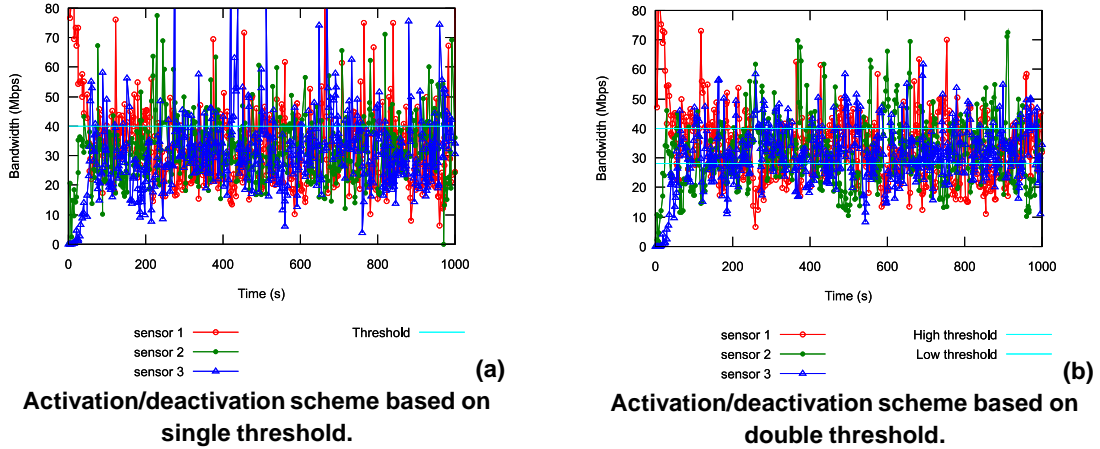 80
70
60
50
40
30
20
10
0
Bandwidth (Mbps)
0 200 400 600 800 1000
Time (s)
sensor 1
sensor 2
sensor 3
Threshold
(a)
Activation/deactivation scheme based on
single threshold.
80
70
60
50
40
30
20
10
0
Bandwidth (Mbps)
0 200 400 600 800 1000
Time (s)
sensor 1
sensor 2
sensor 3
High threshold
Low threshold
(b)
Activation/deactivation scheme based on
double threshold.